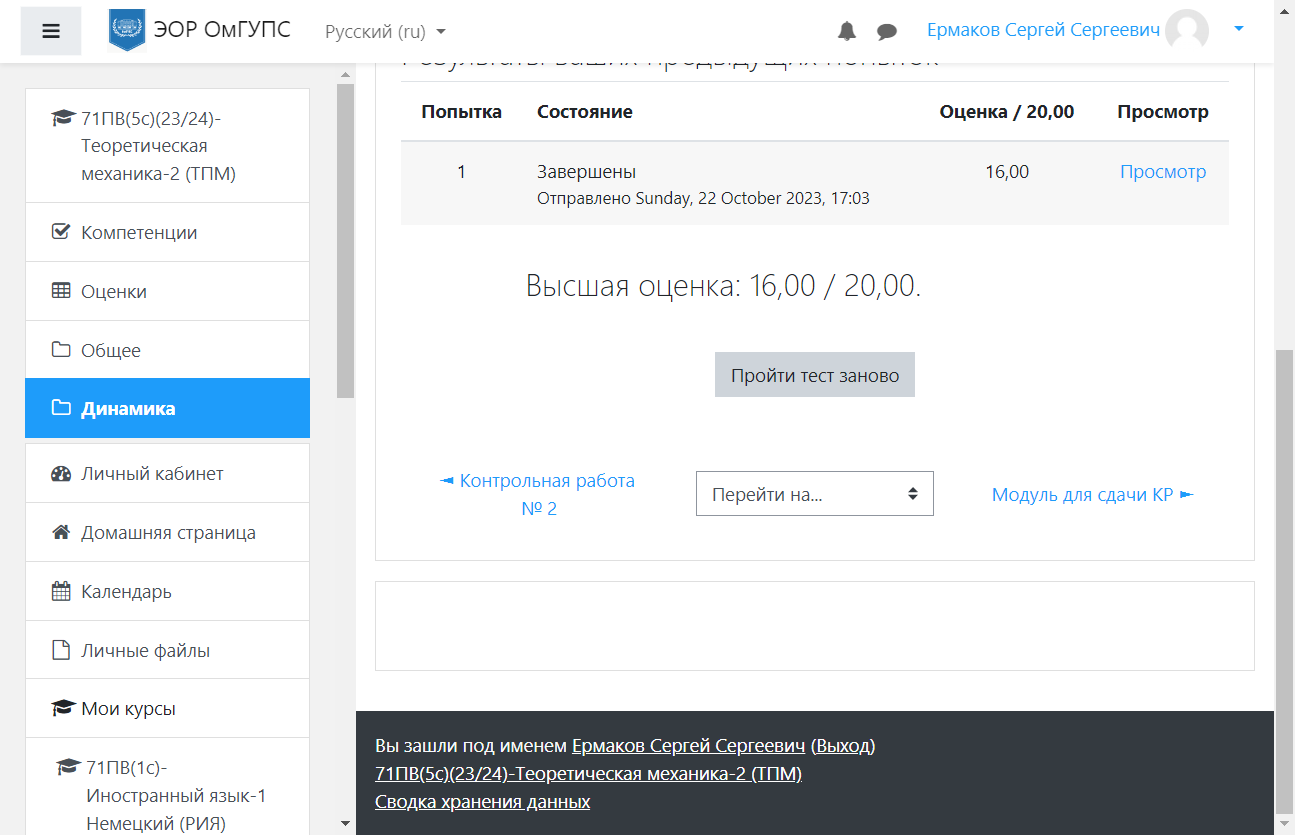 ЭОР ОмГУПС
Русский (ru)
Ермаков Сергей Сергеевич
71ПВ(5с)(23/24)-
Теоретическая
механика-2 (ТПМ)
Компетенции
Оценки
Общее
Динамика
Личный кабинет
Домашняя страница
Календарь
Личные файлы
Мои курсы
71ПВ(1с)-
Иностранный язык-1
Немецкий (РИЯ)
Результаты ваших предыдущих попыток
Попытка Состояние Оценка / 20,00 Просмотр
1 Завершены 16,00 Просмотр
Отправлено Sunday, 22 October 2023, 17:03
Высшая оценка: 16,00 / 20,00.
Пройти тест заново
◄ Контрольная работа
№ 2
Перейти на...
Модуль для сдачи КР ►
Вы зашли под именем Ермаков Сергей Сергеевич (Выход)
71ПВ(5с)(23/24)-Теоретическая механика-2 (ТПМ)
Сводка хранения данных